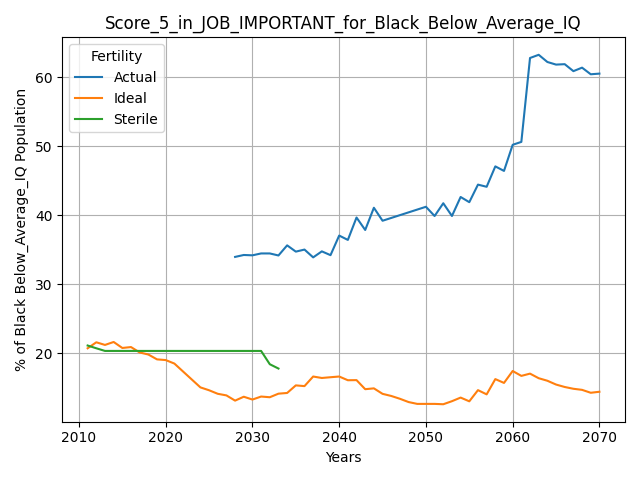 Score_5_in_JOB_IMPORTANT_for_Black_Below_Average_IQ
Fertility
Actual
Ideal
Sterile
% of Black Below_Average_IQ Population
60
50
40
30
20
2010 2020 2030 2040 2050 2060 2070
Years